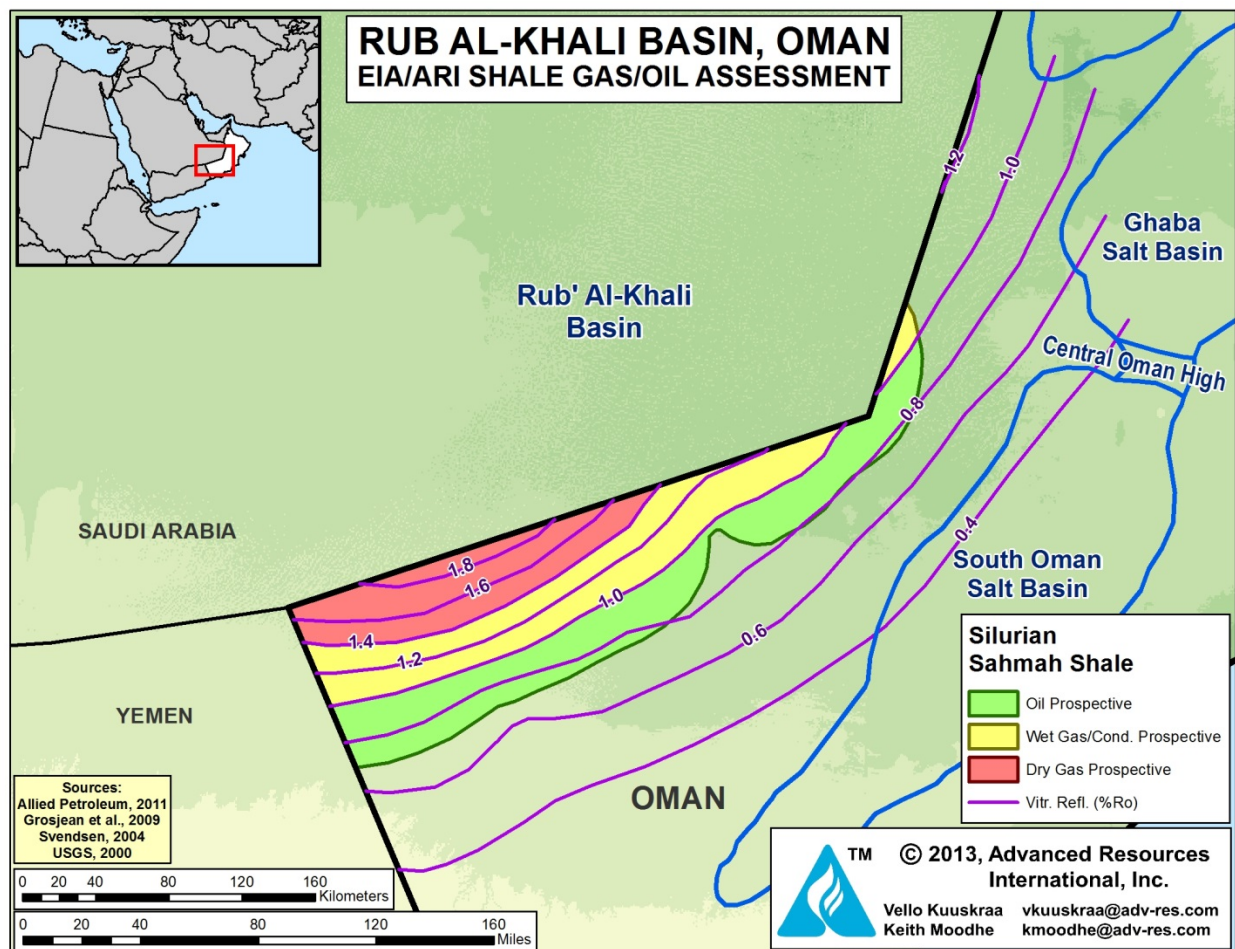 RUB AL-KHALI BASIN, OMAN
EIA/ARI SHALE GAS/OIL ASSESSMENT
1.2
1.0
Ghaba
Salt Basin
Rub' Al-Khali
Basin
Central Oman High
0.8
SAUDI ARABIA
1.8
1.6
1.4
1.2
1.0
0.6
0.4
South Oman
Salt Basin
YEMEN
OMAN
Silurian
Sahmah Shale
Oil Prospective
Wet Gas/Cond. Prospective
Dry Gas Prospective
Vitr. Refl. (%Ro)
Sources:
Allied Petroleum, 2011
Grosjean et al., 2009
Svendsen, 2004
USGS, 2000
0 20 40 80 120 160
Kilometers
0 20 40 80 120 160
Miles
TM
© 2013, Advanced Resources
International, Inc.
Vello Kuuskraa vkuuskraa@adv-res.com
Keith Moodhe kmoodhe@adv-res.com